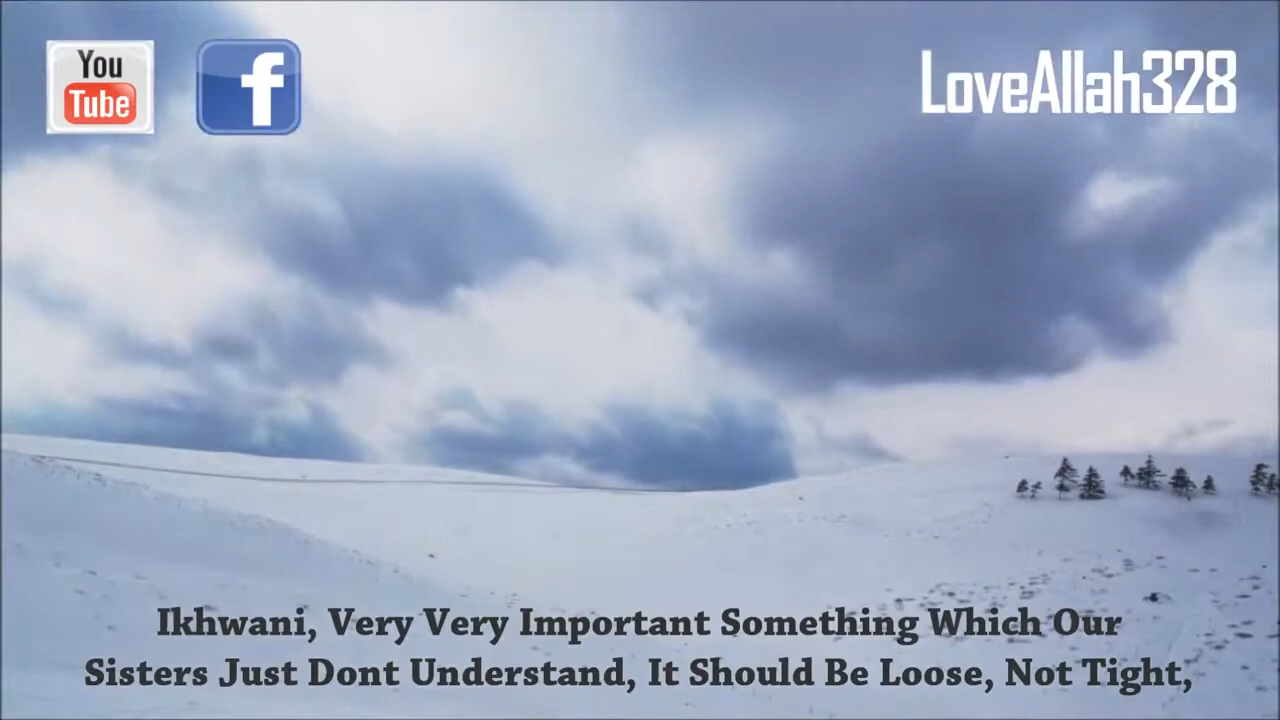 You
Tube
f
LoveAllah328
Ikhwani, Very Very Important Something Which Our
Sisters Just Dont Understand, It Should Be Loose, Not Tight,